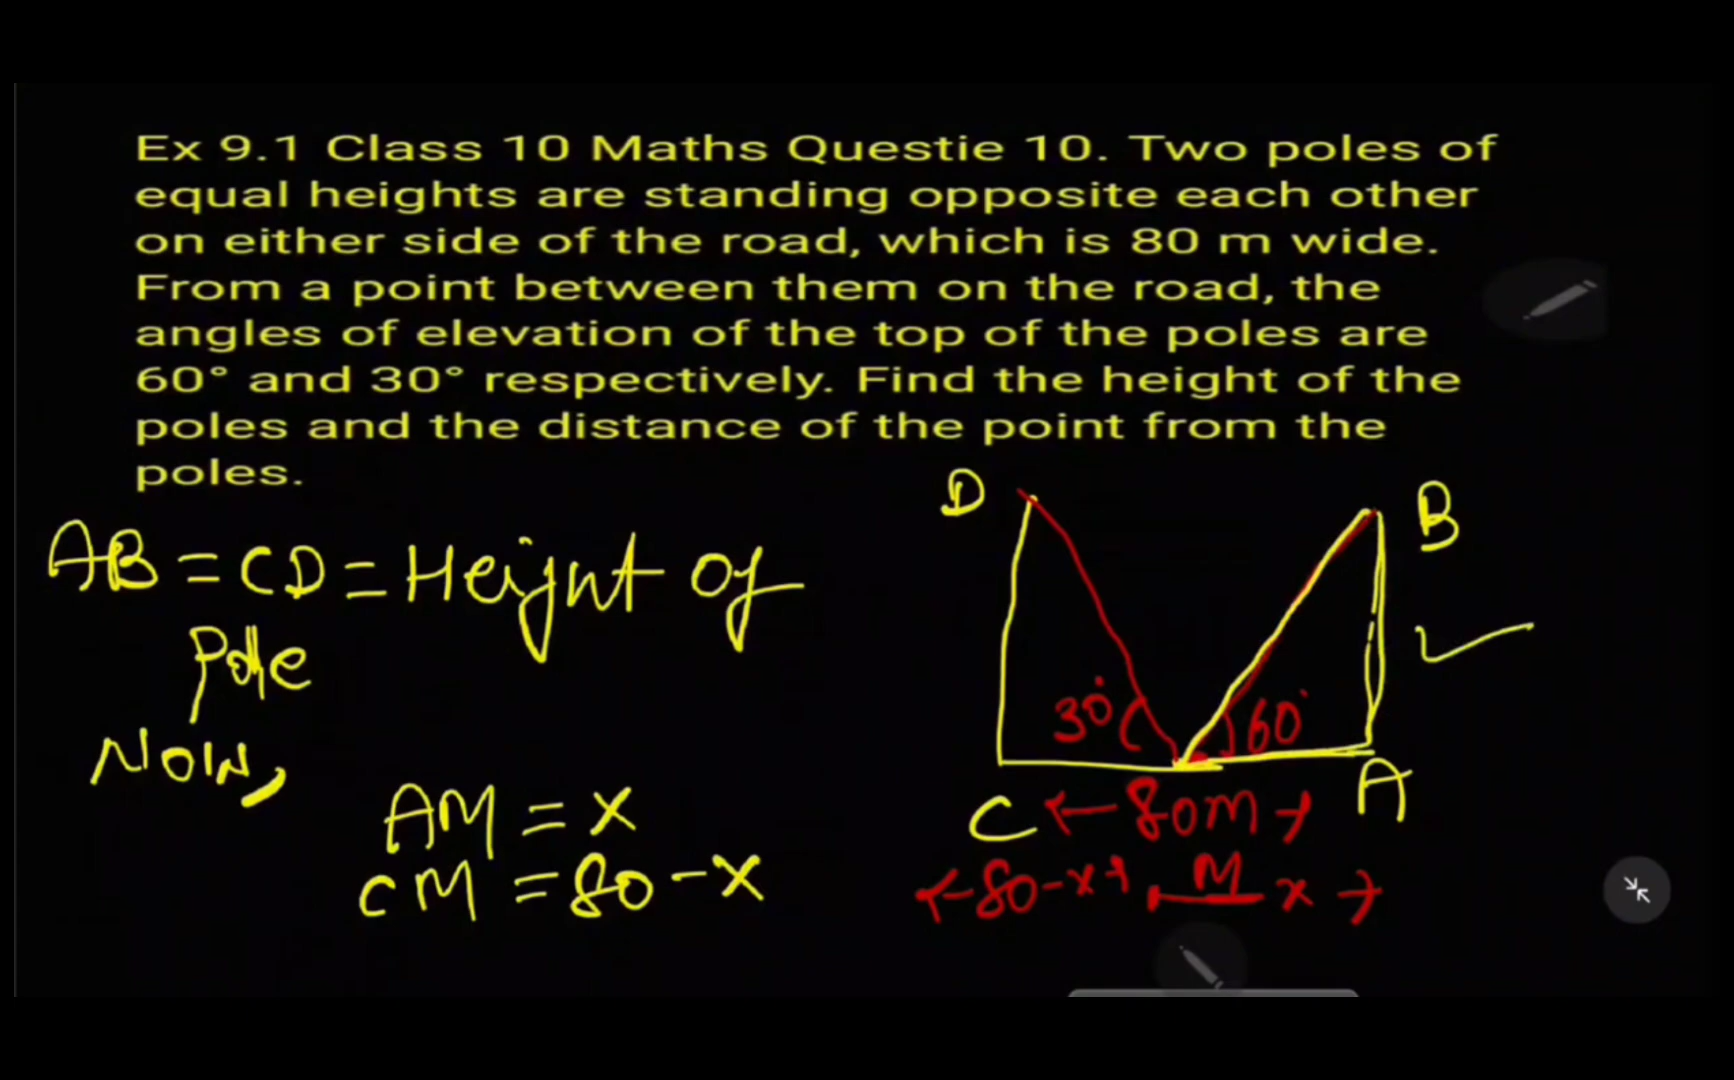 Ex 9.1 Class 10 Maths Questie 10. Two poles of
equal heights are standing opposite each other
on either side of the road, which is 80 m wide.
From a point between them on the road, the
angles of elevation of the top of the poles are
60° and 30° respectively. Find the height of the
poles and the distance of the point from the
poles.
AB = CD = Height of
Pole
Now,
AM = x
CM = 80 - x
D
B
30°
60°
C
80m
A
80-x
M
x